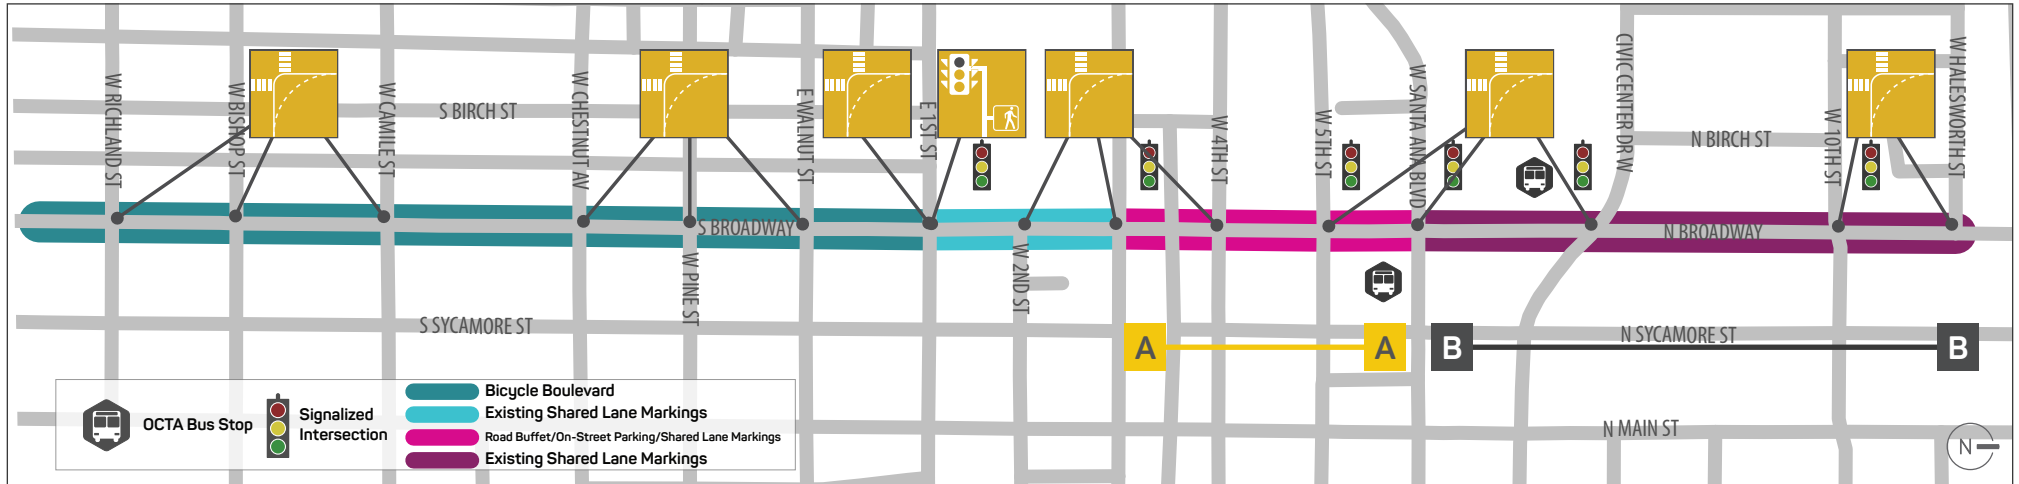 W RICHLAND ST
W BISHOP ST
W CAMILE ST
S BIRCH ST
W CHESTNUT AV
W PINE ST
E WALNUT ST
E 1ST ST
W 2ND ST
W 4TH ST
W 5TH ST
W SANTA ANA BLVD
CIVIC CENTER DR W
N BIRCH ST
W 10TH ST
W HALESWORTH ST
S BROADWAY
N BROADWAY
S SYCAMORE ST
N SYCAMORE ST
A
A
B
B
N MAIN ST
N
OCTA Bus Stop
Signalized
Intersection
Bicycle Boulevard
Existing Shared Lane Markings
Road Buffet/On-Street Parking/Shared Lane Markings
Existing Shared Lane Markings